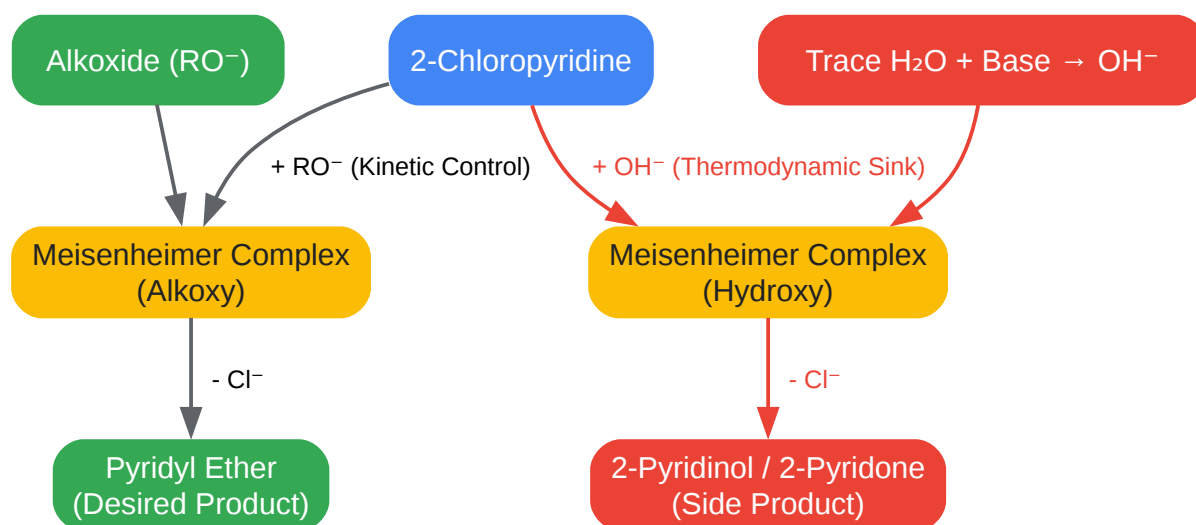 Alkoxide (RO⁻)
2-Chloropyridine
Trace H₂O + Base → OH⁻
+ RO⁻ (Kinetic Control)
+ OH⁻ (Thermodynamic Sink)
Meisenheimer Complex
(Alkoxy)
Meisenheimer Complex
(Hydroxy)
- Cl⁻
- Cl⁻
Pyridyl Ether
(Desired Product)
2-Pyridinol / 2-Pyridone
(Side Product)